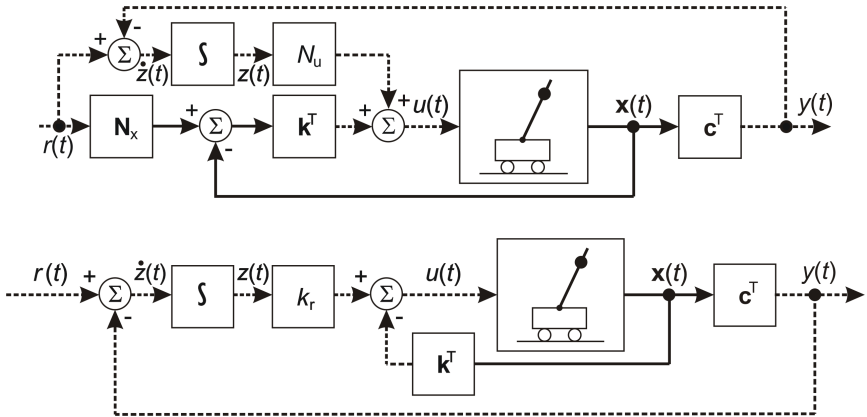 + - Σ ż(t) ∫ z(t) N_u
r(t) N_x + Σ - k^T + + Σ u(t) x(t) c^T y(t)
r(t) + Σ - ż(t) ∫ z(t) k_r + Σ - u(t) x(t) c^T y(t)
k^T